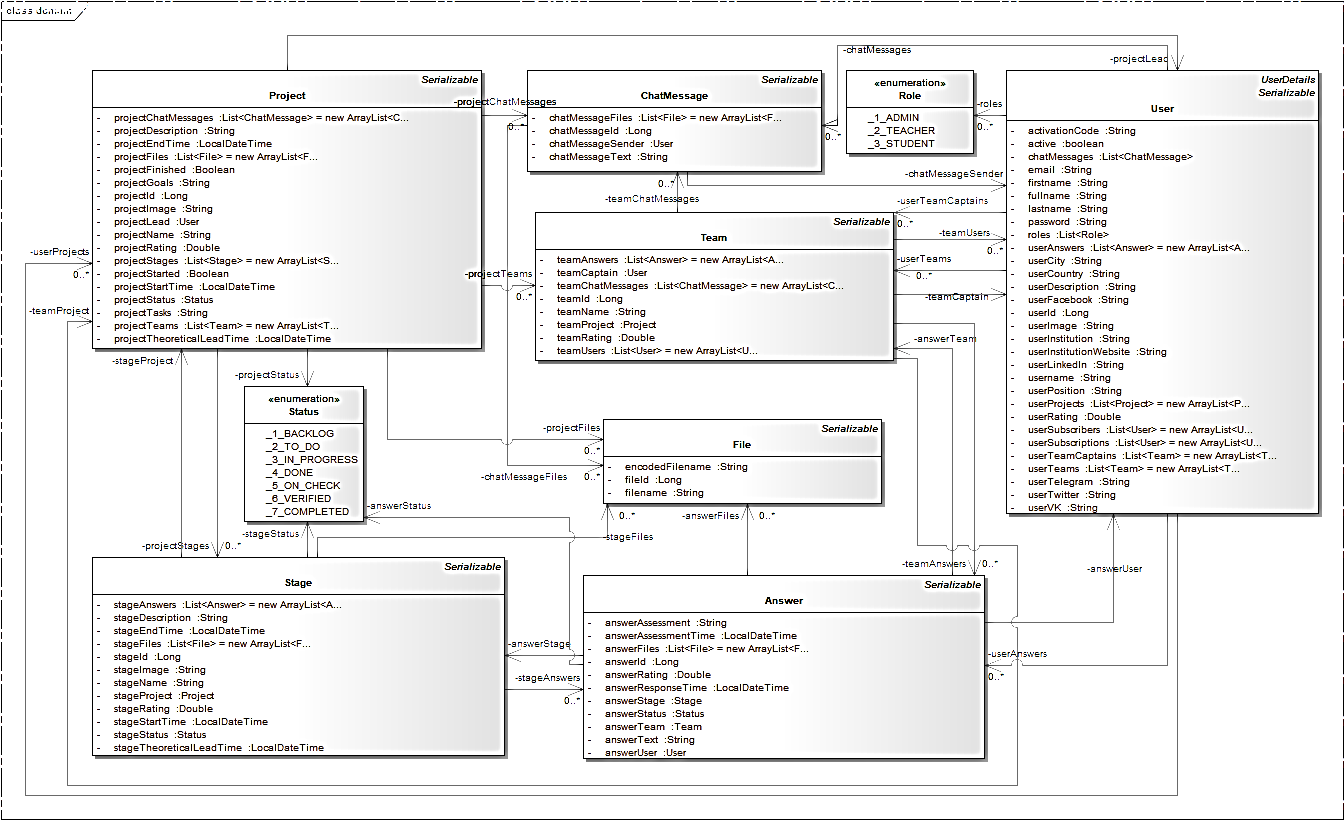 class domain
Serializable
Project
- projectChatMessages :List<ChatMessage> = new ArrayList<C...
- projectDescription :String
- projectEndTime :LocalDateTime
- projectFiles :List<File> = new ArrayList<F...
- projectFinished :Boolean
- projectGoals :String
- projectId :Long
- projectImage :String
- projectLead :User
- projectName :String
- projectRating :Double
- projectStages :List<Stage> = new ArrayList<S...
- projectStarted :Boolean
- projectStartTime :LocalDateTime
- projectStatus :Status
- projectTasks :String
- projectTeams :List<Team> = new ArrayList<T...
- projectTheoreticalLeadTime :LocalDateTime
Serializable
ChatMessage
- chatMessageFiles :List<File> = new ArrayList<F...
- chatMessageId :Long
- chatMessageSender :User
- chatMessageText :String
«enumeration»
Role
_1_ADMIN
_2_TEACHER
_3_STUDENT
UserDetails
Serializable
User
- activationCode :String
- active :boolean
- chatMessages :List<ChatMessage>
- email :String
- firstname :String
- fullname :String
- lastname :String
- password :String
- roles :List<Role>
- userAnswers :List<Answer> = new ArrayList<A...
- userCity :String
- userCountry :String
- userDescription :String
- userFacebook :String
- userId :Long
- userImage :String
- userInstitution :String
- userInstitutionWebsite :String
- userLinkedIn :String
- username :String
- userPosition :String
- userProjects :List<Project> = new ArrayList<P...
- userRating :Double
- userSubscribers :List<User> = new ArrayList<U...
- userSubscriptions :List<User> = new ArrayList<U...
- userTeamCaptains :List<Team> = new ArrayList<T...
- userTeams :List<Team> = new ArrayList<T...
- userTelegram :String
- userTwitter :String
- userVK :String
Serializable
Team
- teamAnswers :List<Answer> = new ArrayList<A...
- teamCaptain :User
- teamChatMessages :List<ChatMessage> = new ArrayList<C...
- teamId :Long
- teamName :String
- teamProject :Project
- teamRating :Double
- teamUsers :List<User> = new ArrayList<U...
«enumeration»
Status
_1_BACKLOG
_2_TO_DO
_3_IN_PROGRESS
_4_DONE
_5_ON_CHECK
_6_VERIFIED
_7_COMPLETED
Serializable
File
- encodedFilename :String
- fileId :Long
- filename :String
Serializable
Stage
- stageAnswers :List<Answer> = new ArrayList<A...
- stageDescription :String
- stageEndTime :LocalDateTime
- stageFiles :List<File> = new ArrayList<F...
- stageId :Long
- stageImage :String
- stageName :String
- stageProject :Project
- stageRating :Double
- stageStartTime :LocalDateTime
- stageStatus :Status
- stageTheoreticalLeadTime :LocalDateTime
Serializable
Answer
- answerAssessment :String
- answerAssessmentTime :LocalDateTime
- answerFiles :List<File> = new ArrayList<F...
- answerId :Long
- answerRating :Double
- answerResponseTime :LocalDateTime
- answerStage :Stage
- answerStatus :Status
- answerTeam :Team
- answerText :String
- answerUser :User
-chatMessages
0..*
-projectLead
-projectChatMessages
0..*
-roles
0..*
-chatMessageSender
0..*
-teamChatMessages
-userTeamCaptains
0..*
-teamUsers
0..*
-userTeams
0..*
-teamCaptain
-userProjects
0..*
-projectTeams
0..*
-teamProject
-answerTeam
-stageProject
-projectStatus
-projectFiles
0..*
-chatMessageFiles
0..*
-answerStatus
-answerFiles
0..*
0..*
-stageFiles
-stageStatus
-projectStages
0..*
-teamAnswers
0..*
-answerUser
-answerStage
-userAnswers
0..*
-stageAnswers
0..*